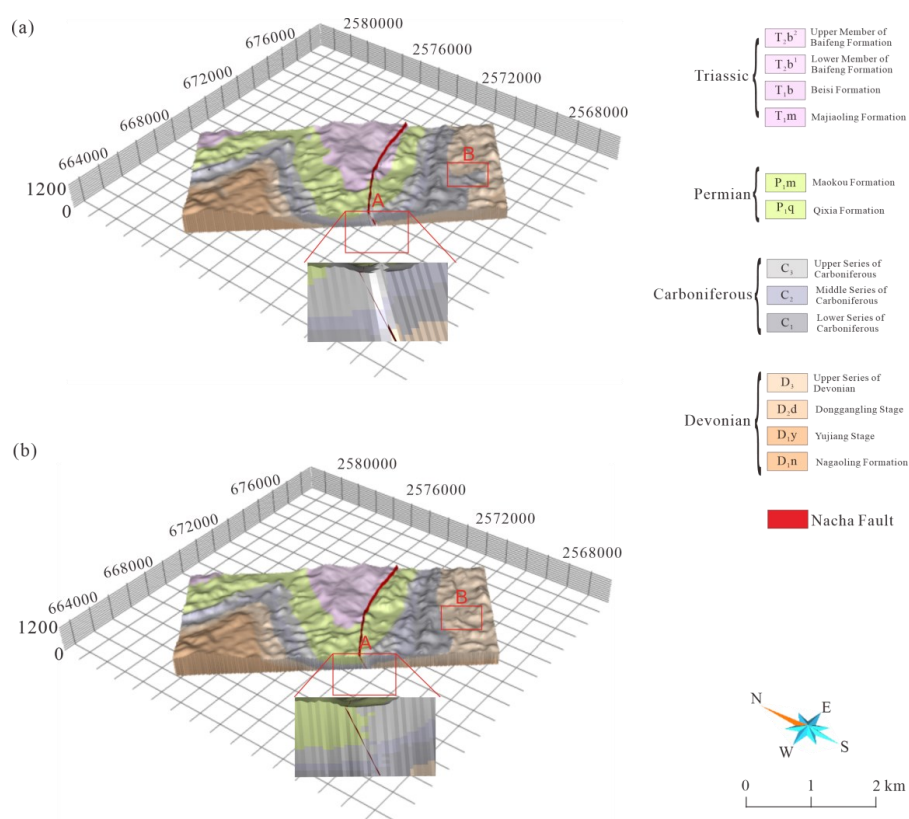 (a)
2580000
676000
2576000
672000
2572000
668000
2568000
664000
1200
0
B
A
(b)
2580000
676000
2576000
672000
2572000
668000
2568000
664000
1200
0
B
A
Triassic
T₂b² Upper Member of
Baifeng Formation
T₂b¹ Lower Member of
Baifeng Formation
T₁b Beisi Formation
T₁m Majiaoling Formation
Permian
P₁m Maokou Formation
P₁q Qixia Formation
Carboniferous
C₃ Upper Series of
Carboniferous
C₂ Middle Series of
Carboniferous
C₁ Lower Series of
Carboniferous
Devonian
D₃ Upper Series of
Devonian
D₂d Donggangling Stage
D₁y Yujiang Stage
D₁n Nagaoling Formation
Nacha Fault
N
E
W
S
0 1 2 km